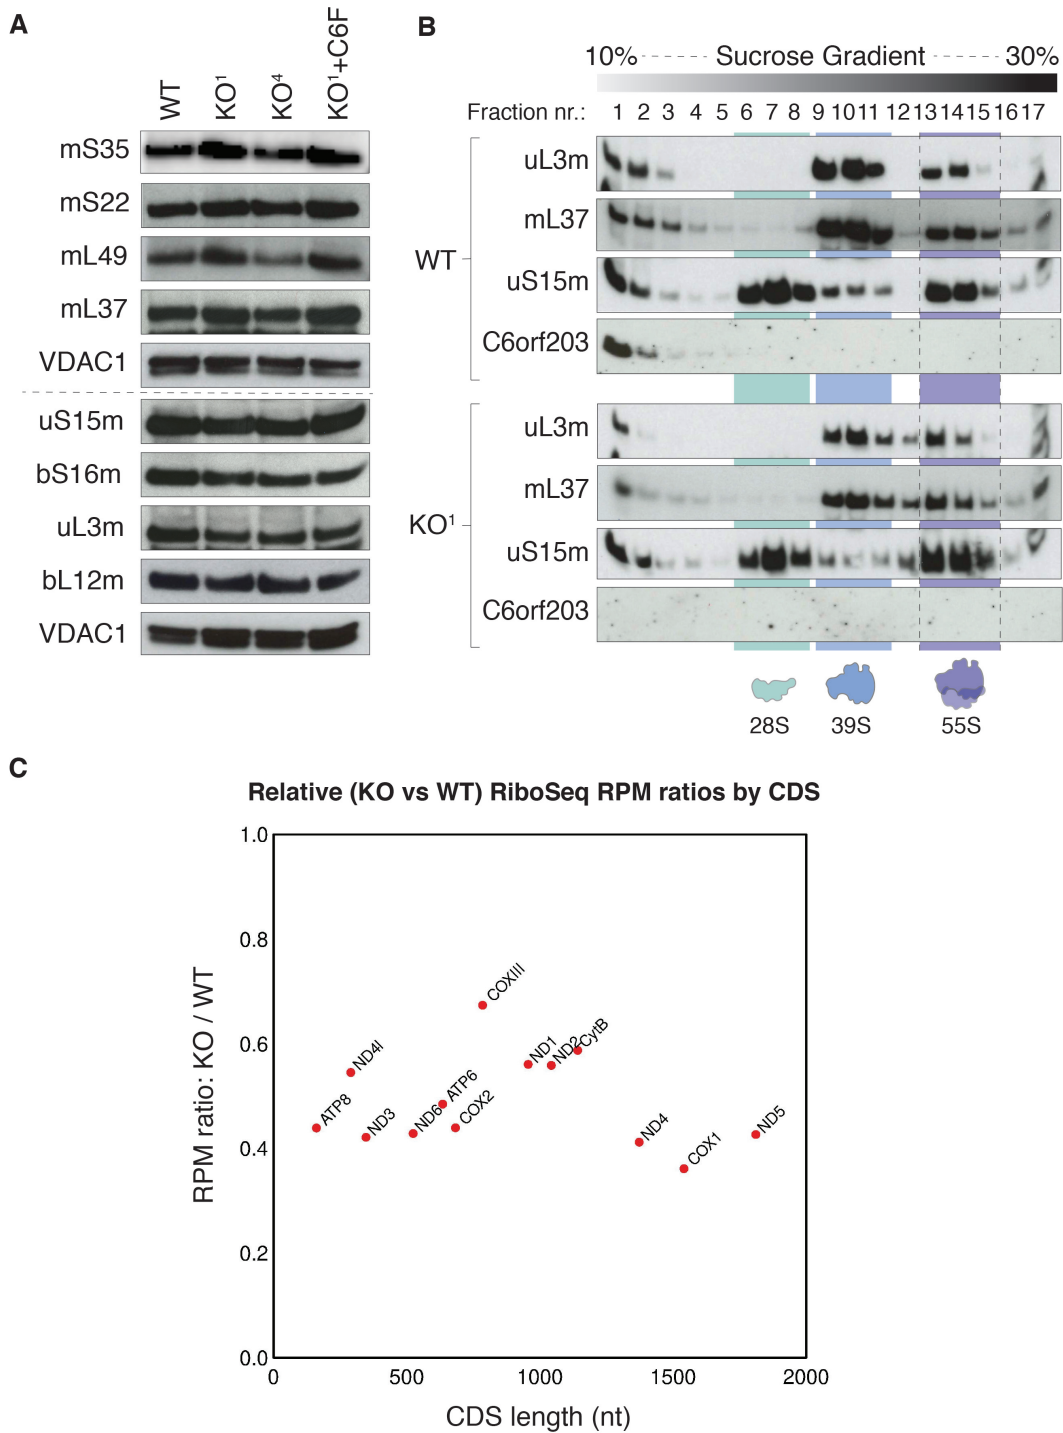 A
WT
KO1
KO4
KO1+C6F
mS35
mS22
mL49
mL37
VDAC1
uS15m
bS16m
uL3m
bL12m
VDAC1
B
10% Sucrose Gradient 30%
Fraction nr.: 1 2 3 4 5 6 7 8 9 10 11 12 13 14 15 16 17
WT
uL3m
mL37
uS15m
C6orf203
KO1
uL3m
mL37
uS15m
C6orf203
28S 39S 55S
C
Relative (KO vs WT) RiboSeq RPM ratios by CDS
RPM ratio: KO / WT
1.0
0.8
0.6
0.4
0.2
0.0
COXIII
ND4l
ATP8
ND3
ND6
ATP6
COX2
ND1
ND2
CytB
ND4
COX1
ND5
0 500 1000 1500 2000
CDS length (nt)